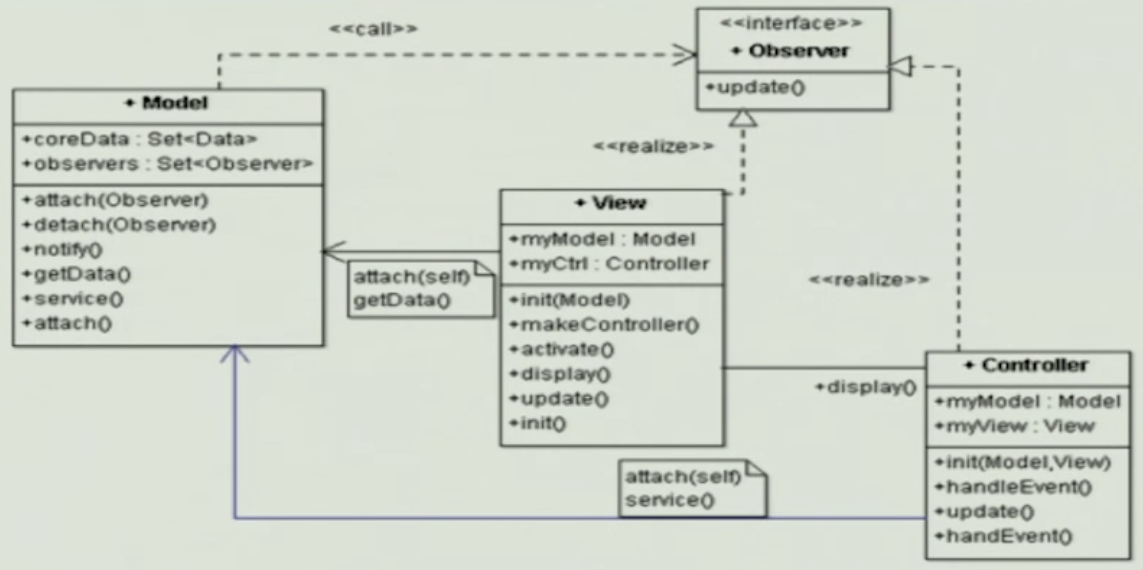 <<call>>
<<interface>>
+ Observer
+update()
+ Model
+coreData : Set<Data>
+observers : Set<Observer>
+attach(Observer)
+detach(Observer)
+notify()
+getData()
+service()
+attach()
<<realize>>
+ View
+myModel : Model
+myCtrl : Controller
+init(Model)
+makeController()
+activate()
+display()
+update()
+init()
attach(self)
getData()
<<realize>>
+display()
+ Controller
+myModel : Model
+myView : View
+init(Model,View)
+handleEvent()
+update()
+handEvent()
attach(self)
service()